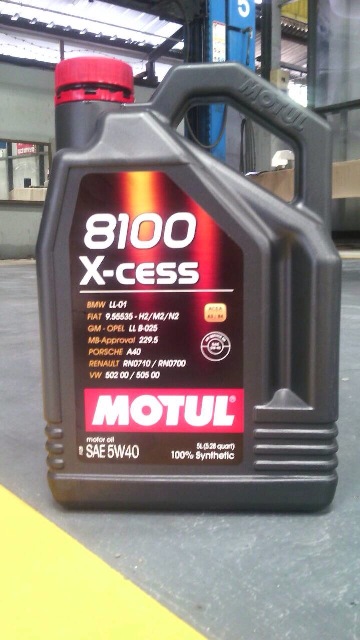 5
MOTUL
8100
X-cess
BMW LL-01
FIAT 9.55535 - H2/M2/N2
GM - OPEL LL B-025
MB-Approval 229.5
PORSCHE A40
RENAULT RN0710 / RN0700
VW 502 00 / 505 00
ACEA
MOTUL®
motor oil
SAE 5W40
5L (5.28 quart)
100% Synthetic